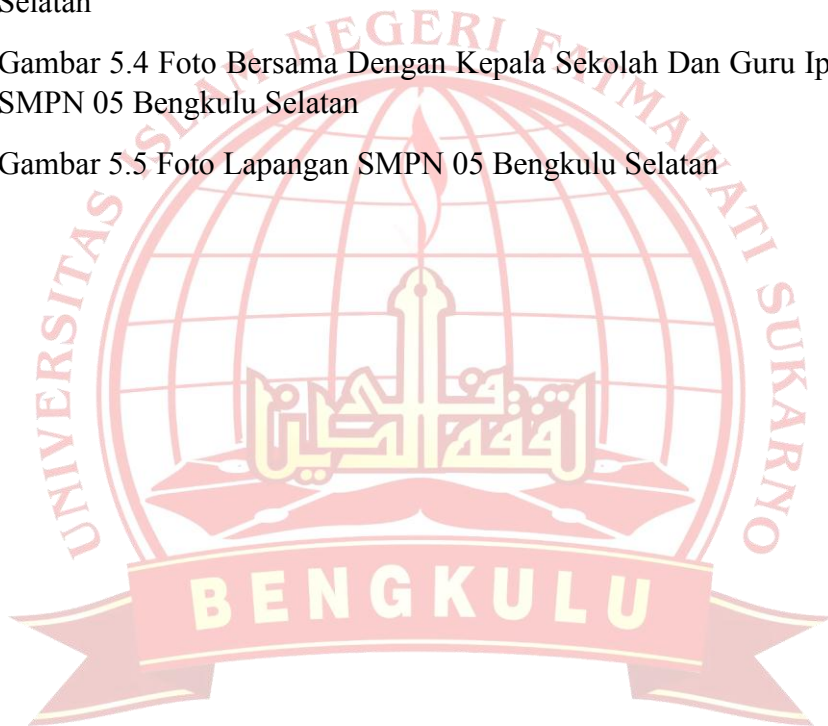 Selatan
Gambar 5.4 Foto Bersama Dengan Kepala Sekolah Dan Guru Ip
SMPN 05 Bengkulu Selatan
Gambar 5.5 Foto Lapangan SMPN 05 Bengkulu Selatan
UNIVERSITAS ISLAM NEGERI FATMAWATI SUKARNO
BENGKULU